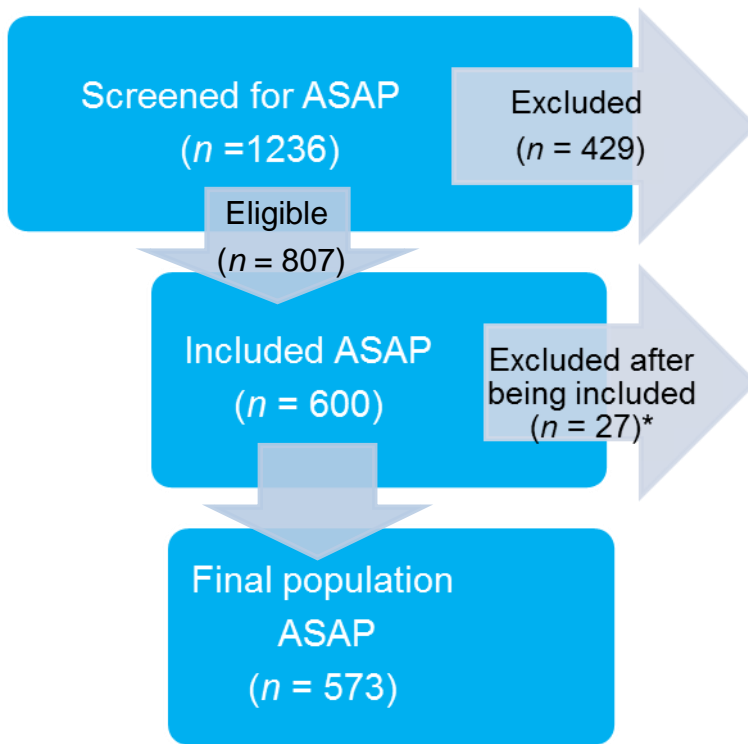 Screened for ASAP
(n =1236)
Excluded
(n = 429)
Eligible
(n = 807)
Included ASAP
(n = 600)
Excluded after
being included
(n = 27)*
Final population
ASAP
(n = 573)